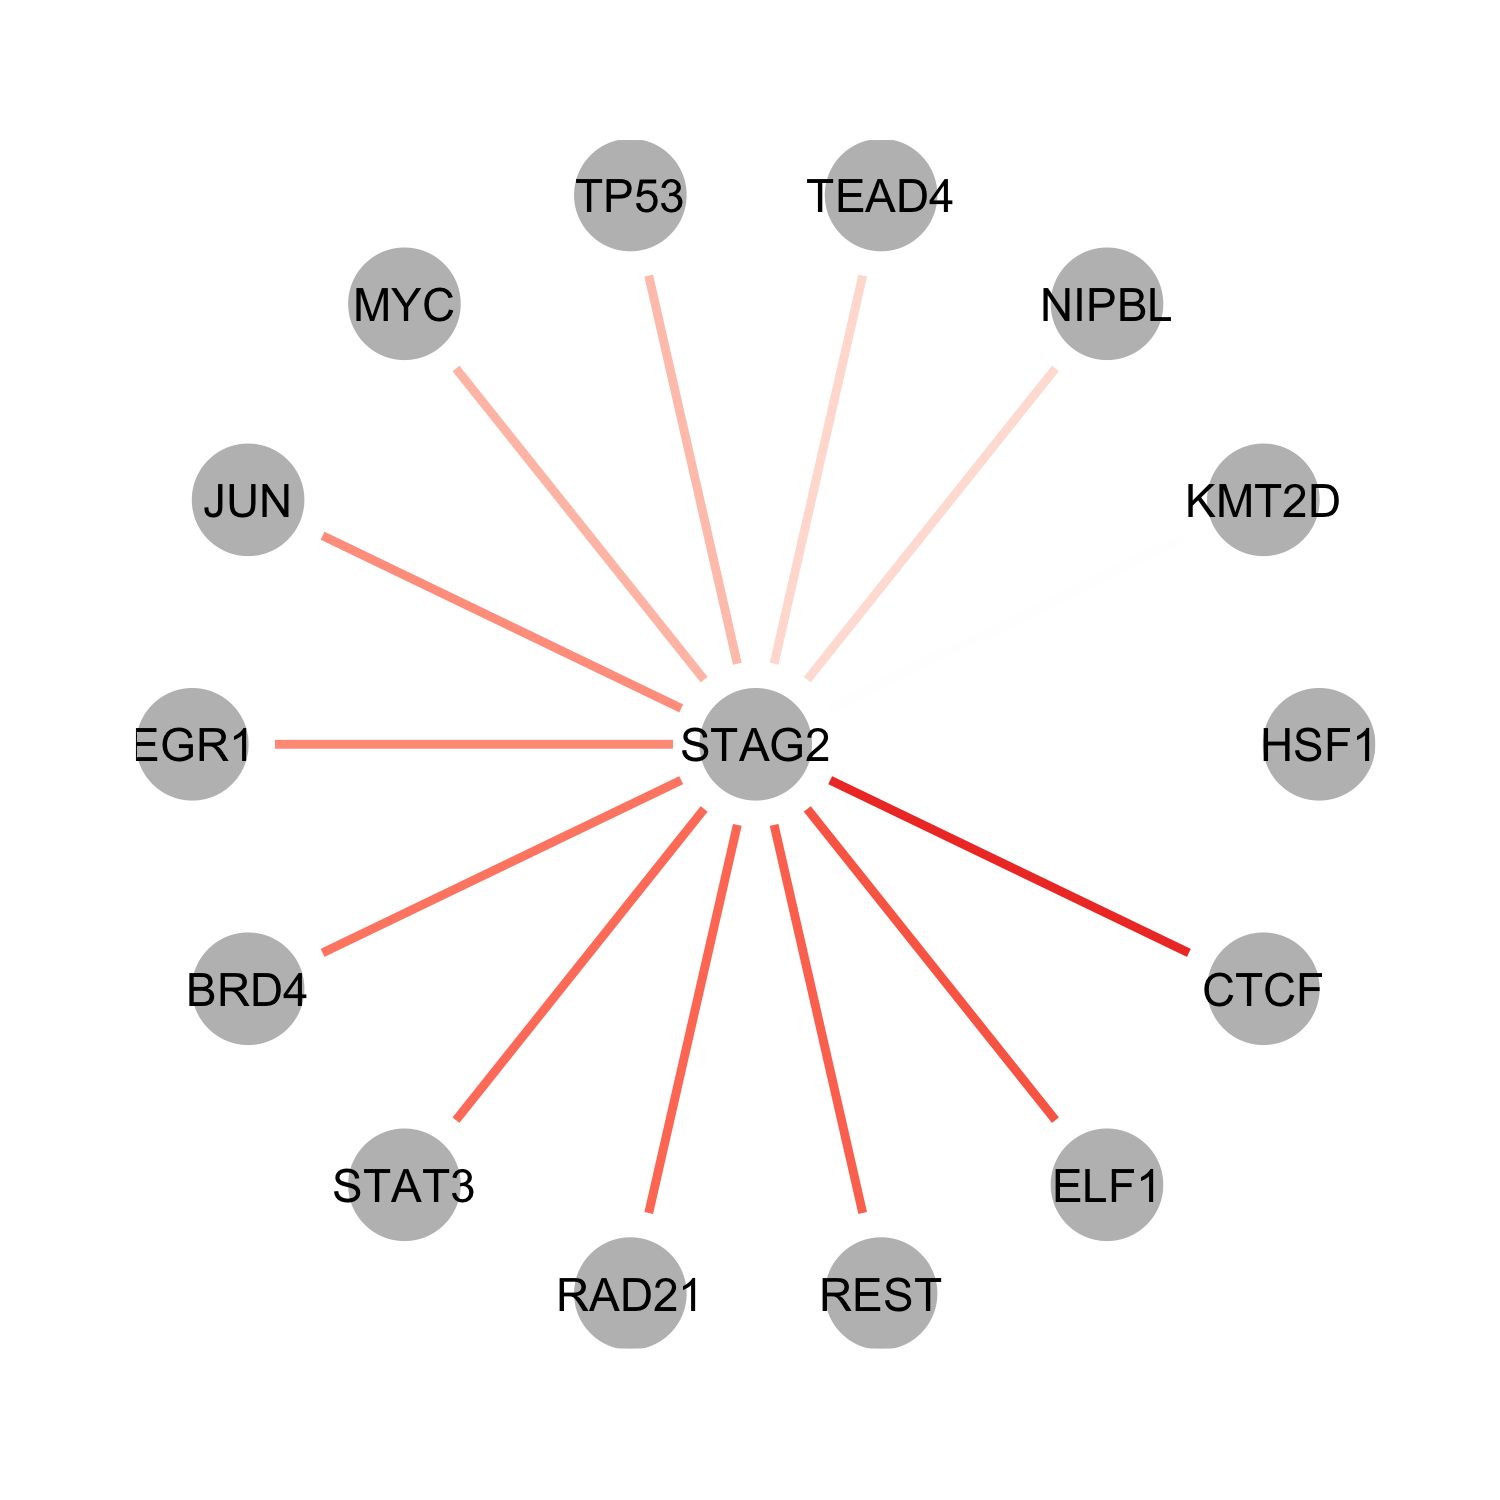 TP53
TEAD4
MYC
NIPBL
JUN
KMT2D
EGR1
STAG2
HSF1
BRD4
CTCF
STAT3
ELF1
RAD21
REST